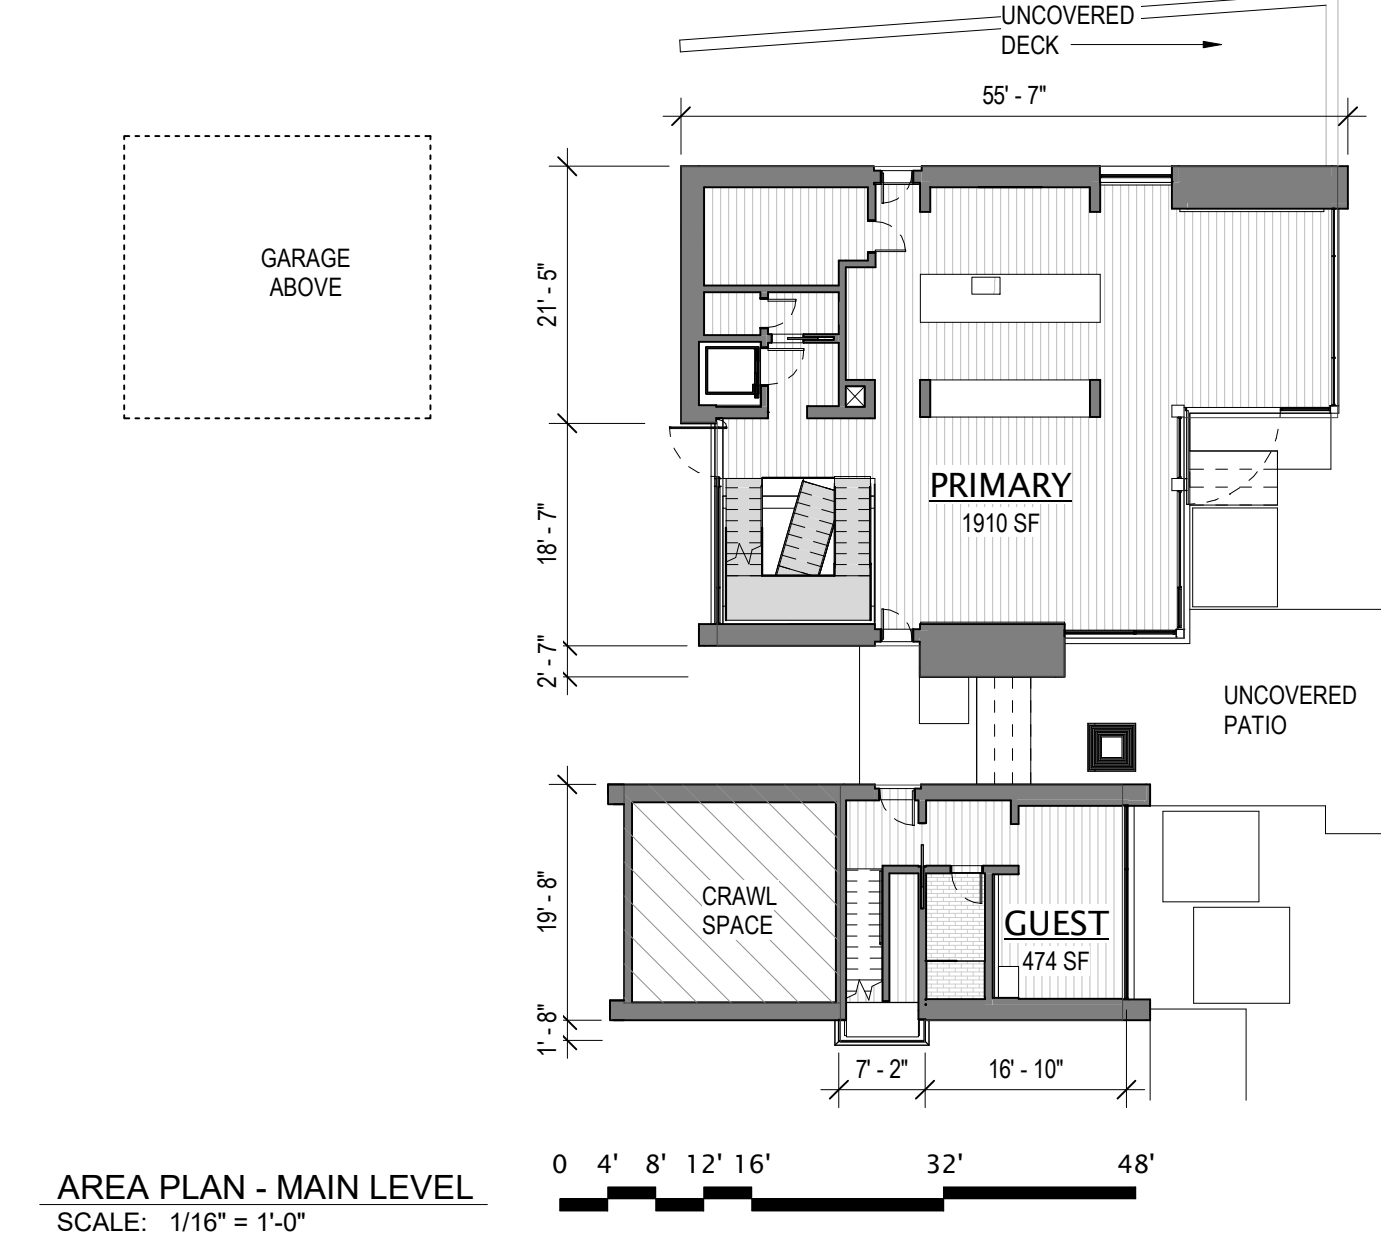 UNCOVERED
DECK
55' - 7"
GARAGE
ABOVE
21' - 5"
PRIMARY
1910 SF
18' - 7"
2' - 7"
UNCOVERED
PATIO
CRAWL
SPACE
GUEST
474 SF
19' - 8"
1' - 8"
7' - 2"
16' - 10"
AREA PLAN - MAIN LEVEL
SCALE: 1/16" = 1'-0"
0 4' 8' 12' 16' 32' 48'